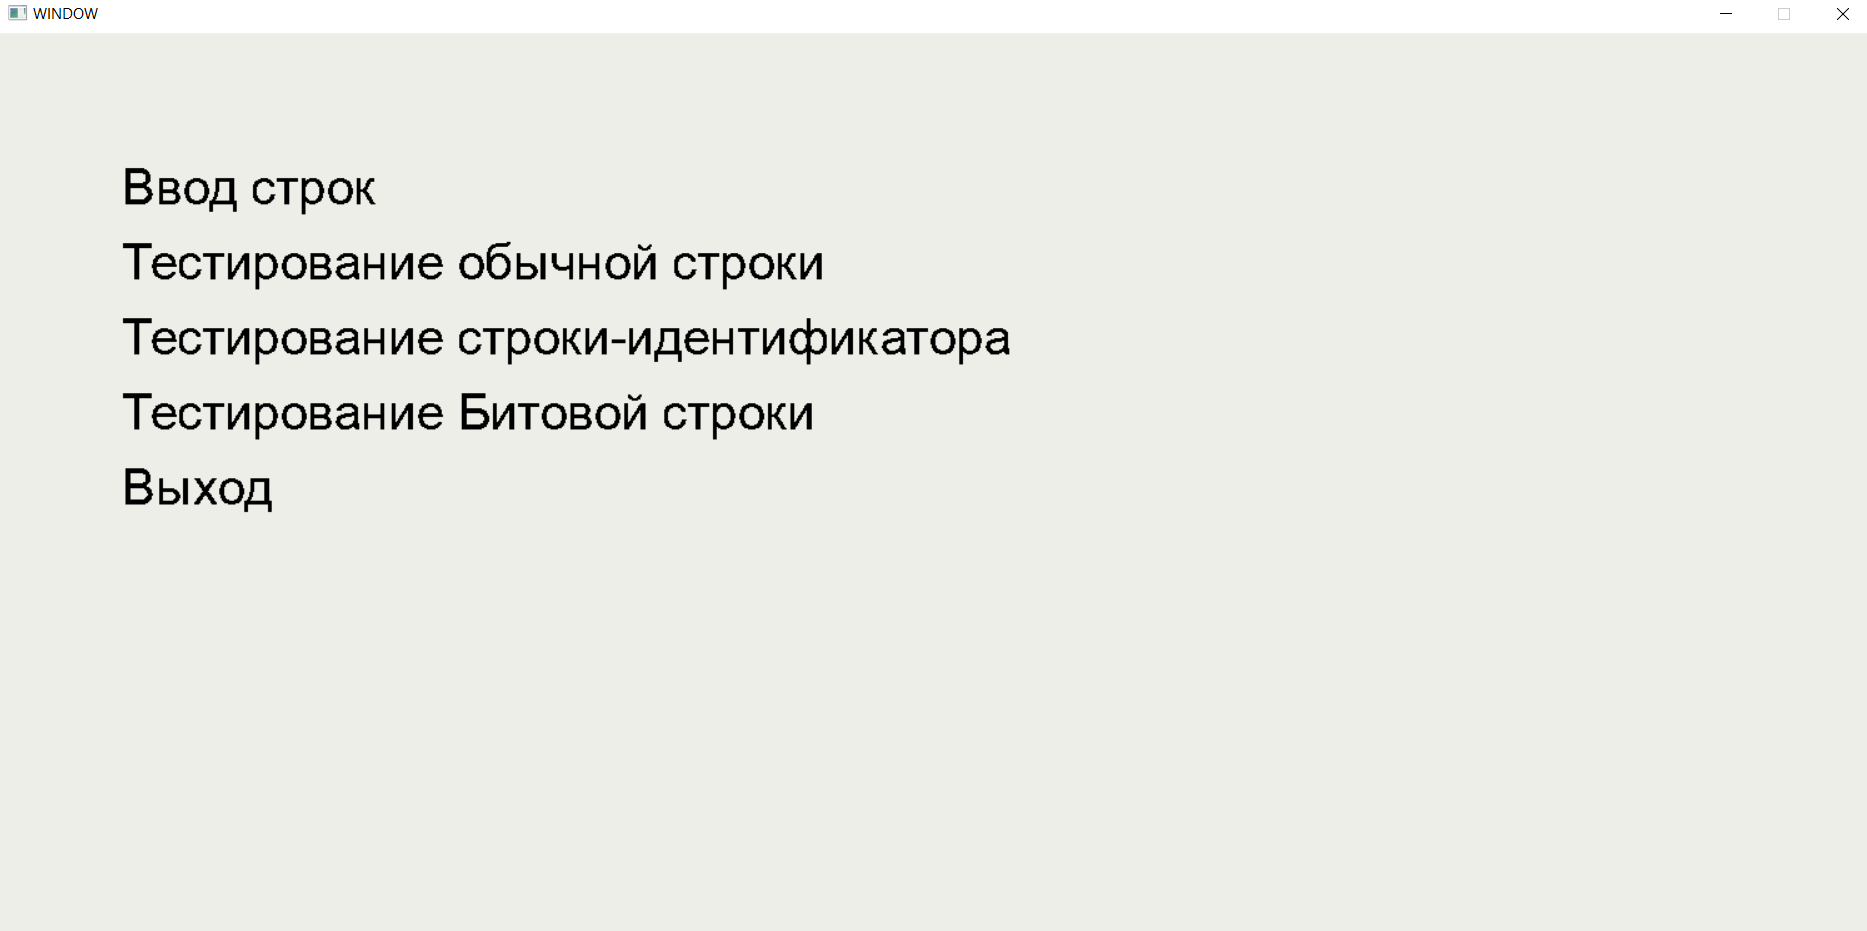 WINDOW
Ввод строк
Тестирование обычной строки
Тестирование строки-идентификатора
Тестирование Битовой строки
Выход